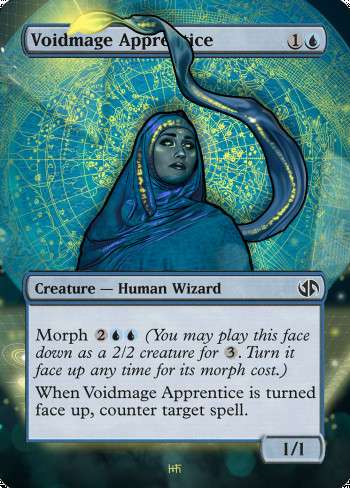 Voidmage Apprentice 1
Creature — Human Wizard
Morph 2 (You may play this face
down as a 2/2 creature for 3. Turn it
face up any time for its morph cost.)
When Voidmage Apprentice is turned
face up, counter target spell.
1/1